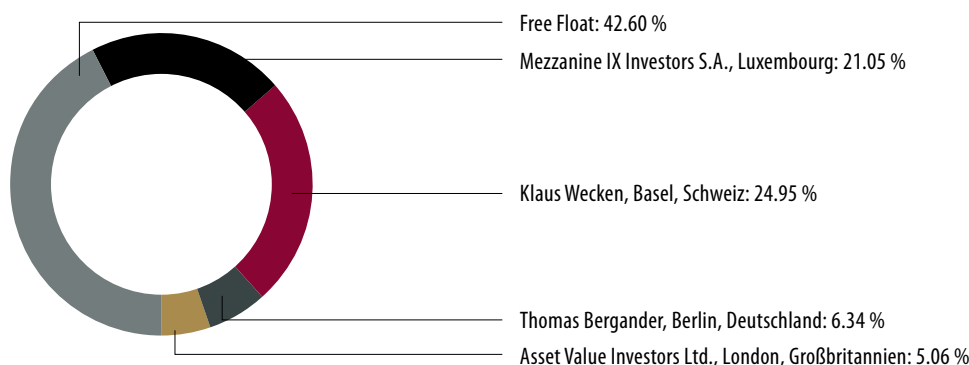 Free Float: 42.60 %
Mezzanine IX Investors S.A., Luxembourg: 21.05 %
Klaus Wecken, Basel, Schweiz: 24.95 %
Thomas Bergander, Berlin, Deutschland: 6.34 %
Asset Value Investors Ltd., London, Großbritannien: 5.06 %